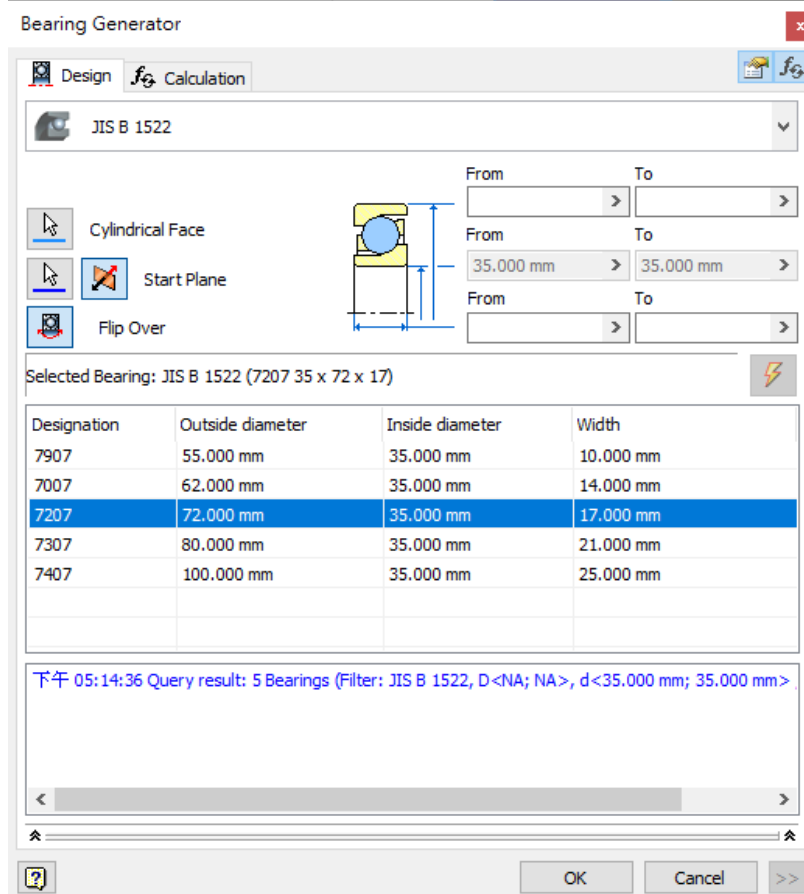 Bearing Generator
x
Design
Calculation
JIS B 1522
From To
Cylindrical Face
From To
35.000 mm 35.000 mm
Start Plane
From To
Flip Over
Selected Bearing: JIS B 1522 (7207 35 x 72 x 17)
Designation Outside diameter Inside diameter Width
7907 55.000 mm 35.000 mm 10.000 mm
7007 62.000 mm 35.000 mm 14.000 mm
7207 72.000 mm 35.000 mm 17.000 mm
7307 80.000 mm 35.000 mm 21.000 mm
7407 100.000 mm 35.000 mm 25.000 mm
下午 05:14:36 Query result: 5 Bearings (Filter: JIS B 1522, D<NA; NA>, d<35.000 mm; 35.000 mm>
OK Cancel >>